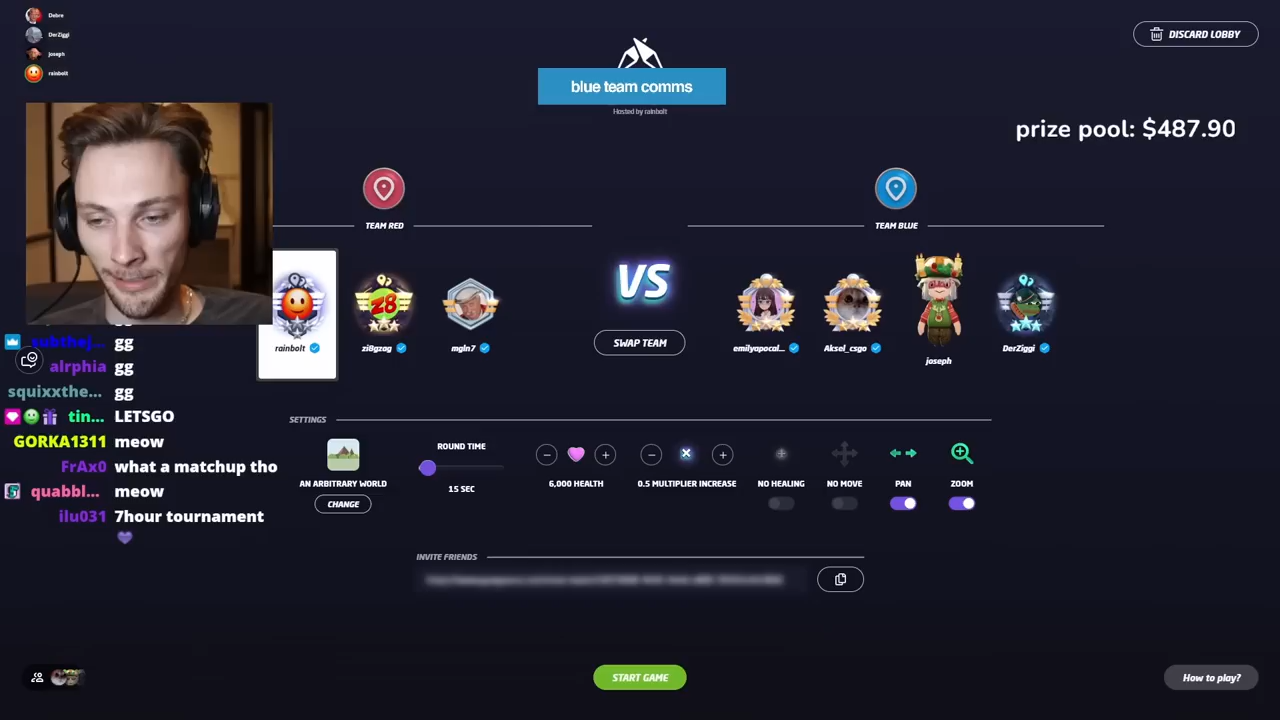 Debre
DerZiggi
joseph
rainbolt
DISCARD LOBBY
blue team comms
Hosted by rainbolt
prize pool: $487.90
TEAM RED
TEAM BLUE
rainbolt
zi8gzag
mgln7
VS
SWAP TEAM
emilyapocal...
Aksel_csgo
joseph
DerZiggi
subthej... gg
alrphia gg
squixxthe... gg
tin... LETSGO
GORKA1311 meow
FrAx0 what a matchup tho
quabbl... meow
ilu031 7hour tournament
SETTINGS
AN ARBITRARY WORLD
CHANGE
ROUND TIME
15 SEC
6,000 HEALTH
0.5 MULTIPLIER INCREASE
NO HEALING
NO MOVE
PAN
ZOOM
INVITE FRIENDS
START GAME
How to play?